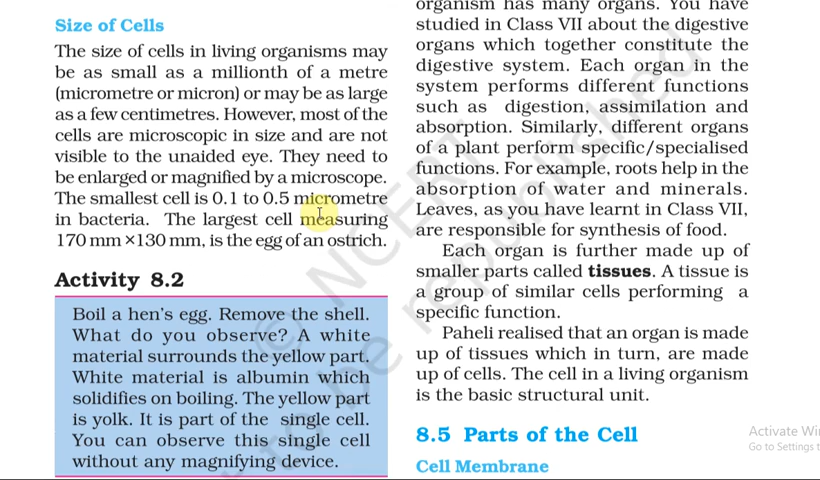 Size of Cells
The size of cells in living organisms may
be as small as a millionth of a metre
(micrometre or micron) or may be as large
as a few centimetres. However, most of the
cells are microscopic in size and are not
visible to the unaided eye. They need to
be enlarged or magnified by a microscope.
The smallest cell is 0.1 to 0.5 micrometre
in bacteria. The largest cell measuring
170 mm ×130 mm, is the egg of an ostrich.
Activity 8.2
Boil a hen's egg. Remove the shell.
What do you observe? A white
material surrounds the yellow part.
White material is albumin which
solidifies on boiling. The yellow part
is yolk. It is part of the single cell.
You can observe this single cell
without any magnifying device.
organism has many organs. You have
studied in Class VII about the digestive
organs which together constitute the
digestive system. Each organ in the
system performs different functions
such as digestion, assimilation and
absorption. Similarly, different organs
of a plant perform specific/specialised
functions. For example, roots help in the
absorption of water and minerals.
Leaves, as you have learnt in Class VII,
are responsible for synthesis of food.
Each organ is further made up of
smaller parts called tissues. A tissue is
a group of similar cells performing a
specific function.
Paheli realised that an organ is made
up of tissues which in turn, are made
up of cells. The cell in a living organism
is the basic structural unit.
8.5 Parts of the Cell
Cell Membrane
© NCERT
be republished
Activate Wi
Go to Settings t